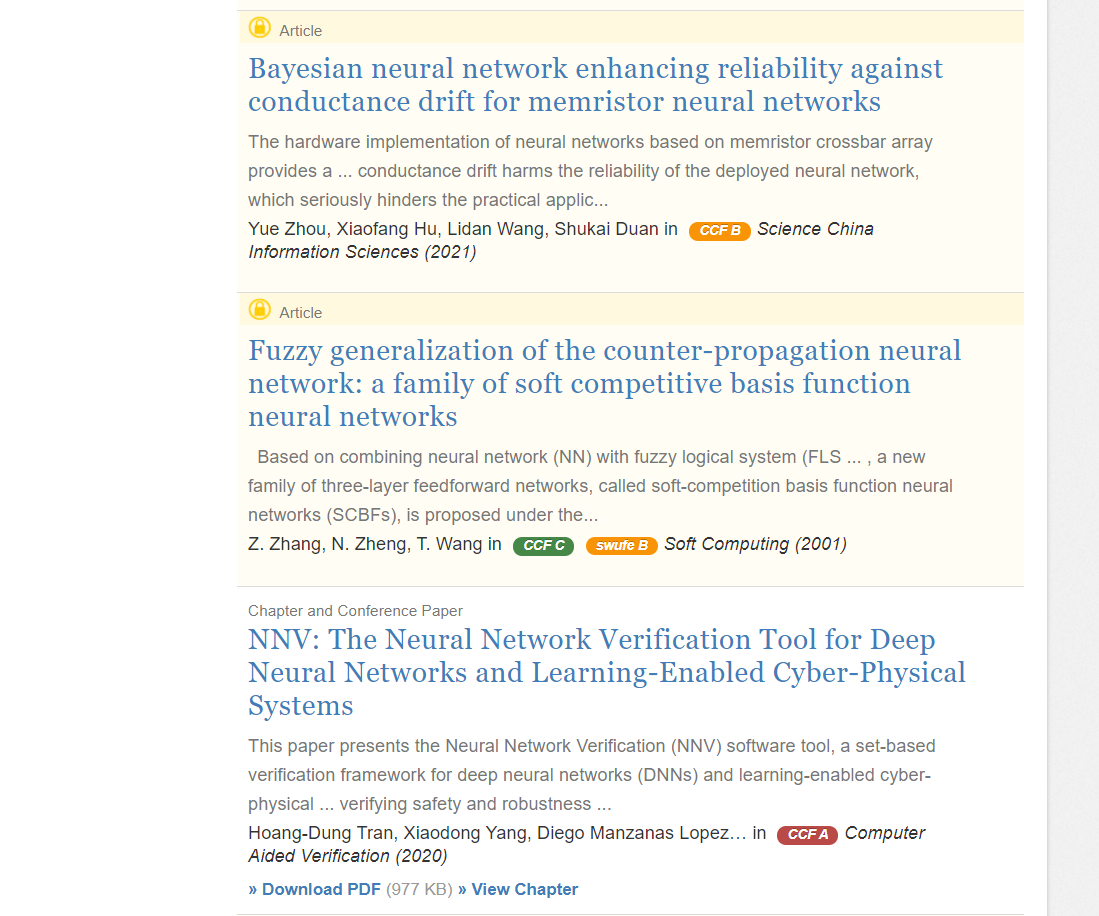 Article
Bayesian neural network enhancing reliability against
conductance drift for memristor neural networks
The hardware implementation of neural networks based on memristor crossbar array
provides a ... conductance drift harms the reliability of the deployed neural network,
which seriously hinders the practical applic...
Yue Zhou, Xiaofang Hu, Lidan Wang, Shukai Duan in CCF B Science China
Information Sciences (2021)
Article
Fuzzy generalization of the counter-propagation neural
network: a family of soft competitive basis function
neural networks
Based on combining neural network (NN) with fuzzy logical system (FLS ... , a new
family of three-layer feedforward networks, called soft-competition basis function neural
networks (SCBFs), is proposed under the...
Z. Zhang, N. Zheng, T. Wang in CCF C swufe B Soft Computing (2001)
Chapter and Conference Paper
NNV: The Neural Network Verification Tool for Deep
Neural Networks and Learning-Enabled Cyber-Physical
Systems
This paper presents the Neural Network Verification (NNV) software tool, a set-based
verification framework for deep neural networks (DNNs) and learning-enabled cyber-
physical ... verifying safety and robustness ...
Hoang-Dung Tran, Xiaodong Yang, Diego Manzanas Lopez… in CCF A Computer
Aided Verification (2020)
» Download PDF (977 KB) » View Chapter